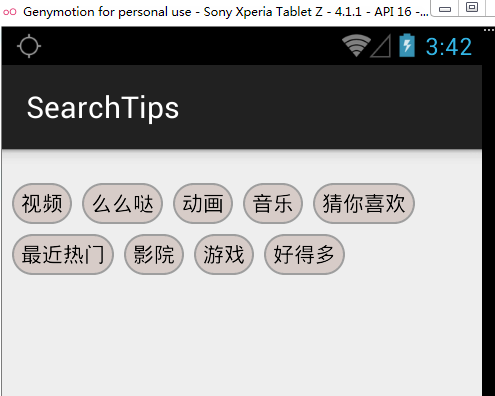 Genymotion for personal use - Sony Xperia Tablet Z - 4.1.1 - API 16 -...
3:42
SearchTips
视频 么么哒 动画 音乐 猜你喜欢
最近热门 影院 游戏 好得多